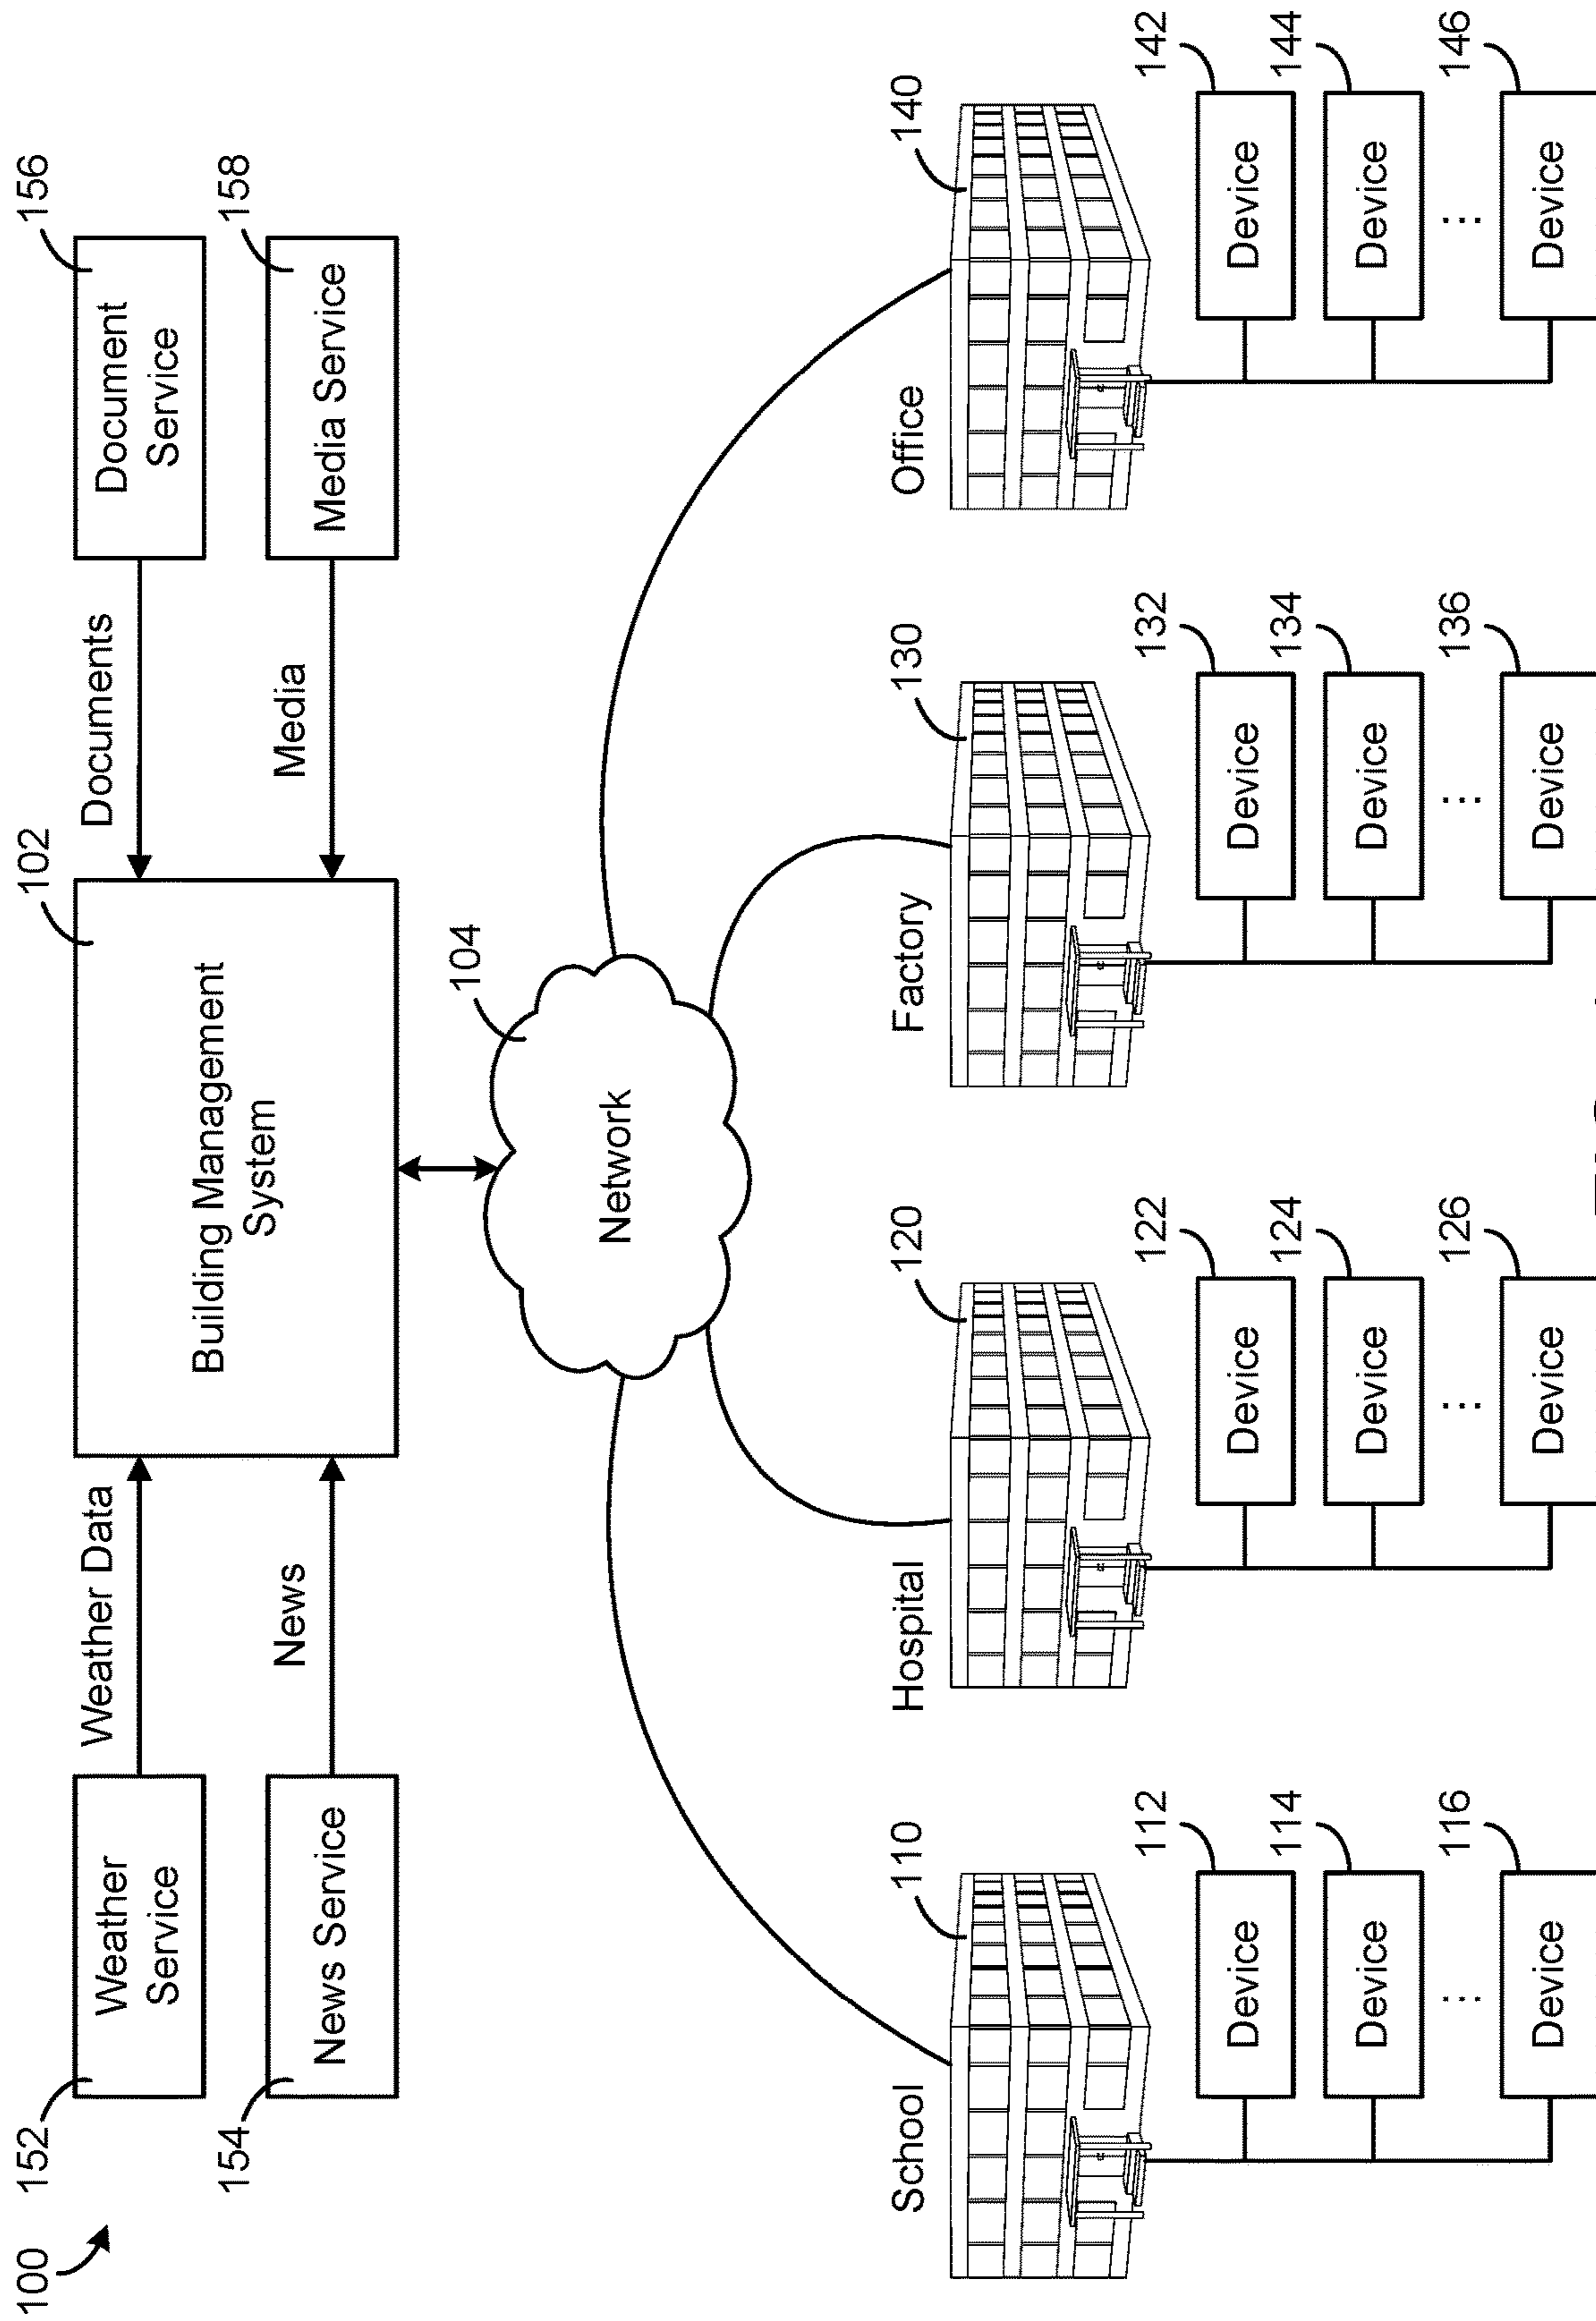 100
152
Weather
Service
Weather Data
154
News Service
News
102
Building Management
System
Documents
156
Document
Service
Media
158
Media Service
104
Network
School
110
Hospital
120
Factory
130
Office
140
Device
112
Device
114
⋮
Device
116
Device
122
Device
124
⋮
Device
126
Device
132
Device
134
⋮
Device
136
Device
142
Device
144
⋮
Device
146